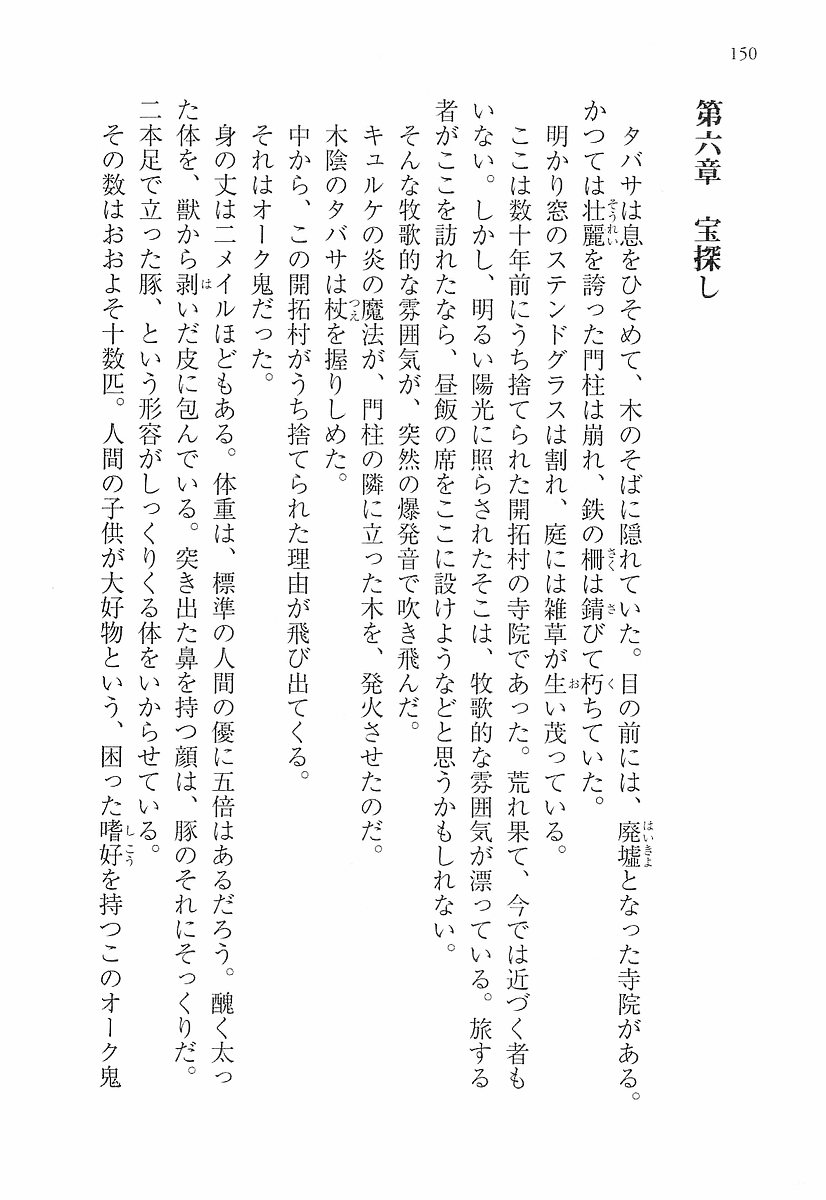 150
第六章　宝探し
　タバサは息をひそめて、木のそばに隠れていた。目の前には、廃墟となった寺院がある。
かつては壮麗を誇った門柱は崩れ、鉄の柵は錆びて朽ちていた。
　明かり窓のステンドグラスは割れ、庭には雑草が生い茂っている。
　ここは数十年前にうち捨てられた開拓村の寺院であった。荒れ果て、今では近づく者も
いない。しかし、明るい陽光に照らされたそこは、牧歌的な雰囲気が漂っている。旅する
者がここを訪れたなら、昼飯の席をここに設けようなどと思うかもしれない。
　そんな牧歌的な雰囲気が、突然の爆発音で吹き飛んだ。
　キュルケの炎の魔法が、門柱の隣に立った木を、発火させたのだ。
　木陰のタバサは杖を握りしめた。
　中から、この開拓村がうち捨てられた理由が飛び出てくる。
　それはオーク鬼だった。
　身の丈は二メイルほどもある。体重は、標準の人間の優に五倍はあるだろう。醜く太っ
た体を、獣から剥いだ皮に包んでいる。突き出た鼻を持つ顔は、豚のそれにそっくりだ。
二本足で立った豚、という形容がしっくりくる体をいからせている。
　その数はおおよそ十数匹。人間の子供が大好物という、困った嗜好を持つこのオーク鬼